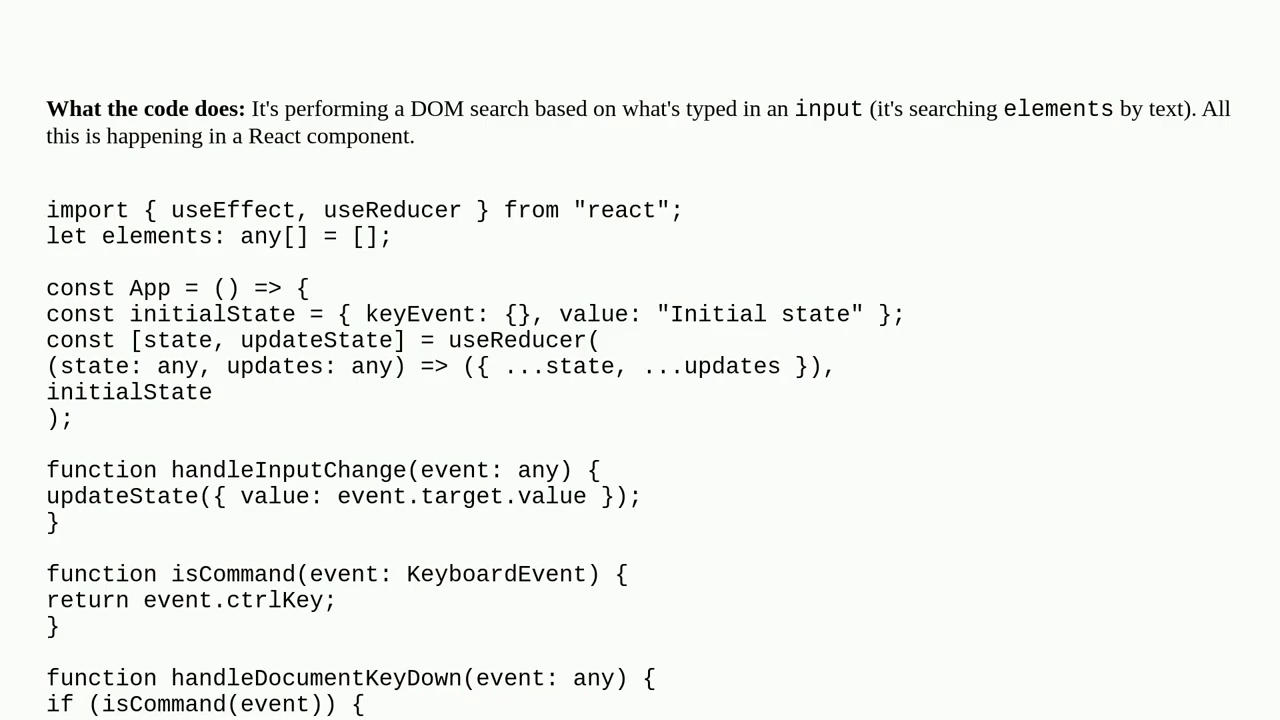 What the code does: It's performing a DOM search based on what's typed in an input (it's searching elements by text). All
this is happening in a React component.
import { useEffect, useReducer } from "react";
let elements: any[] = [];
const App = () => {
const initialState = { keyEvent: {}, value: "Initial state" };
const [state, updateState] = useReducer(
(state: any, updates: any) => ({ ...state, ...updates }),
initialState
);
function handleInputChange(event: any) {
updateState({ value: event.target.value });
}
function isCommand(event: KeyboardEvent) {
return event.ctrlKey;
}
function handleDocumentKeyDown(event: any) {
if (isCommand(event)) {